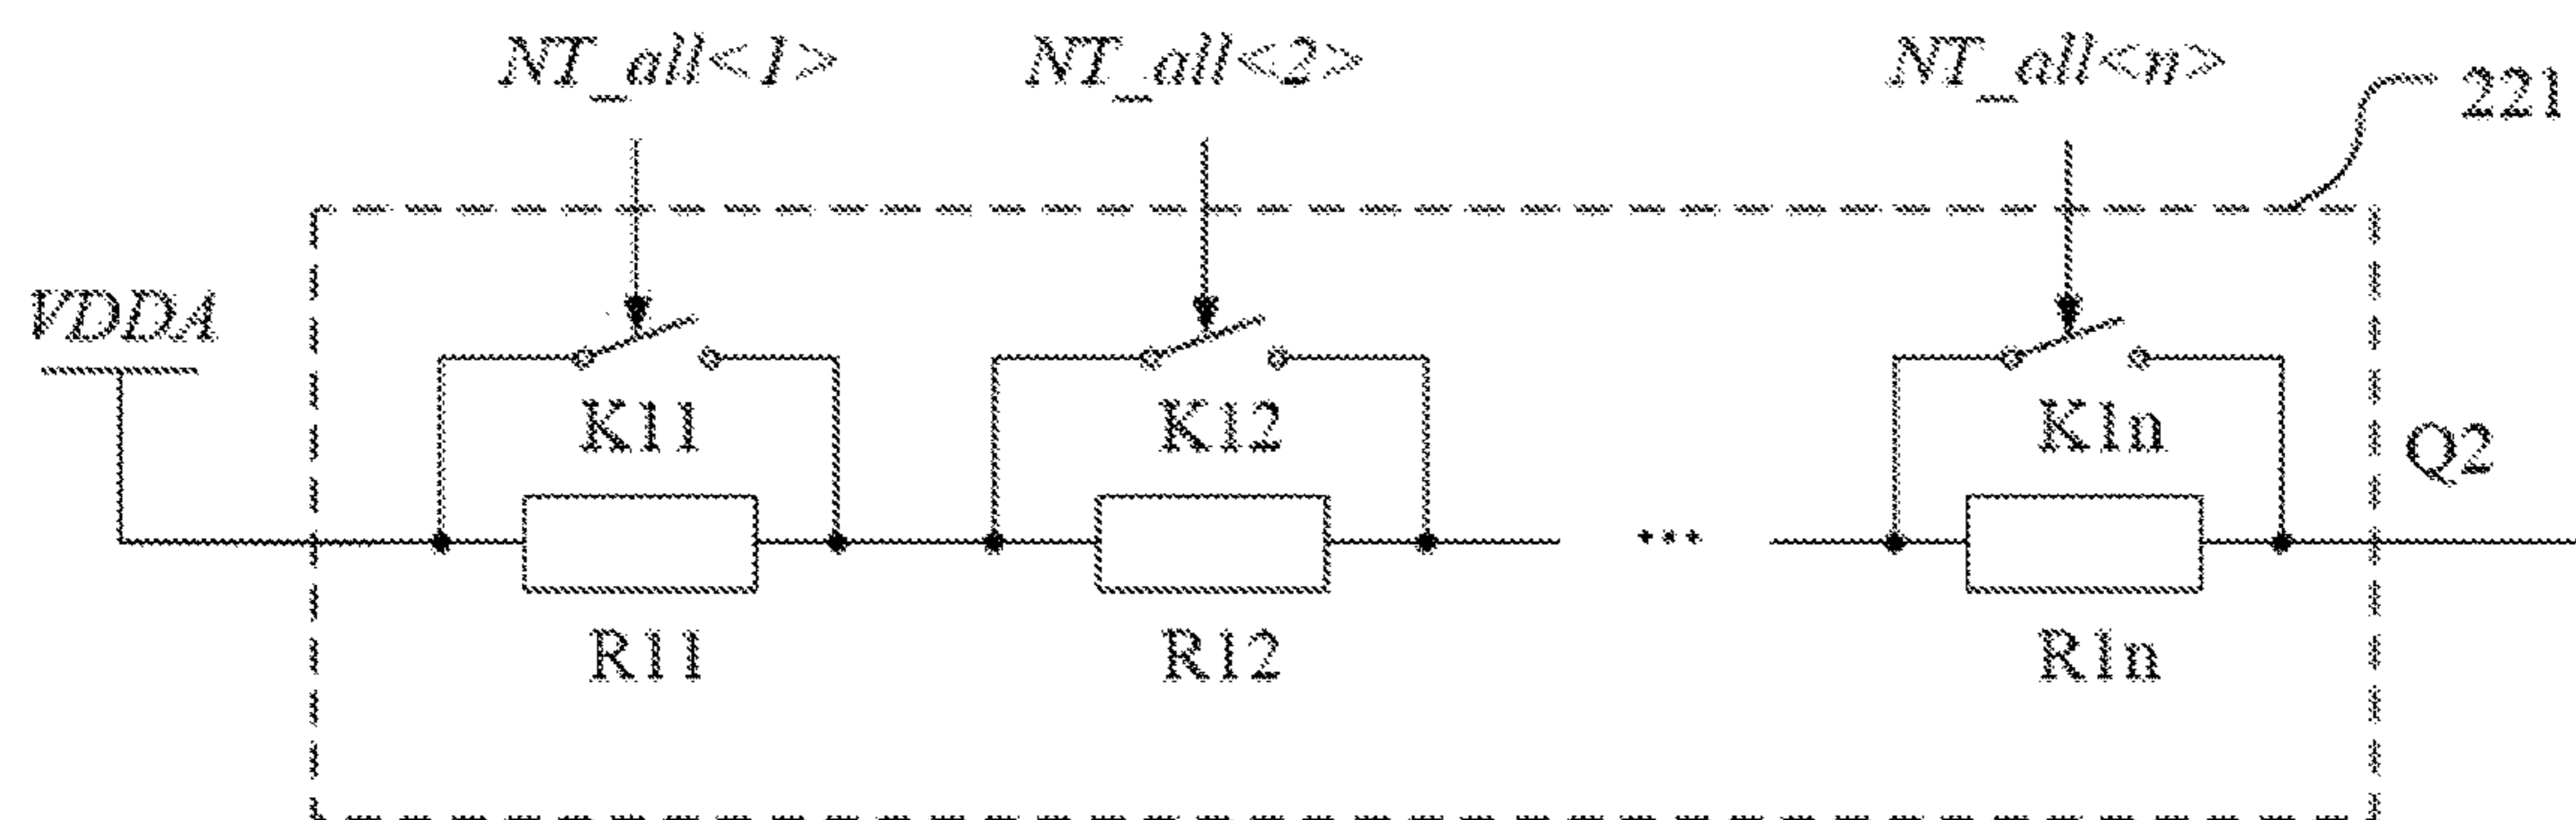 NT_all<1> NT_all<2> NT_all<n>
221
VDDA
K11 K12 K1n
Q2
...
R11 R12 R1n